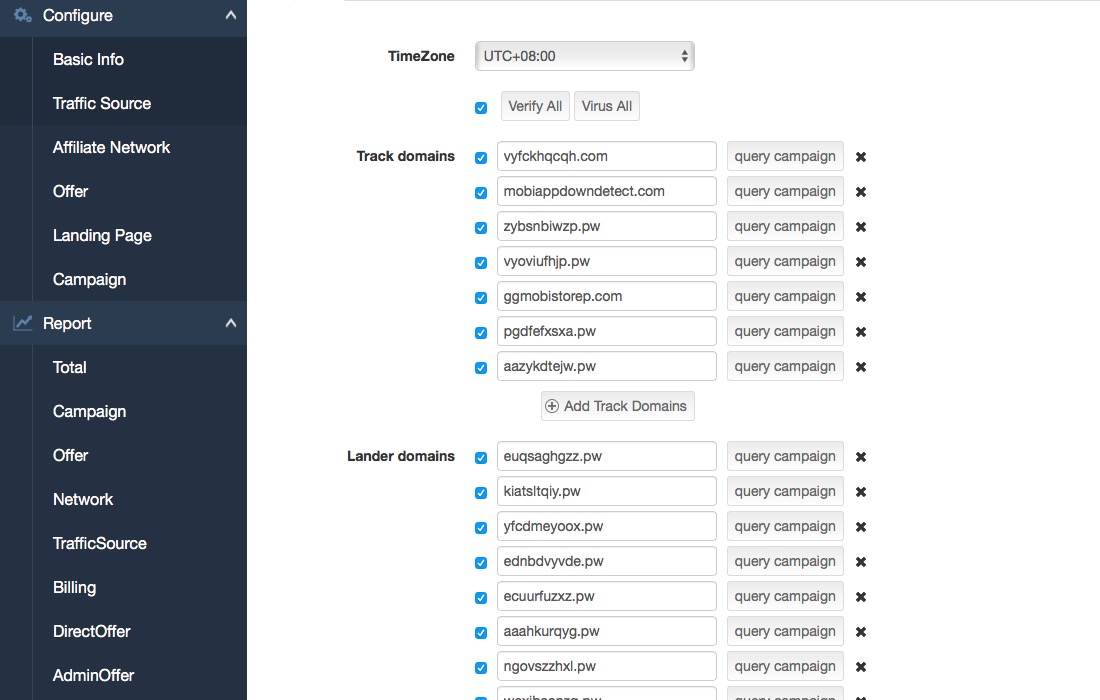 Configure
Basic Info
Traffic Source
Affiliate Network
Offer
Landing Page
Campaign
Report
Total
Campaign
Offer
Network
TrafficSource
Billing
DirectOffer
AdminOffer
TimeZone UTC+08:00
Verify All Virus All
Track domains vyfckhqcqh.com query campaign
mobiappdowndetect.com query campaign
zybsnbiwzp.pw query campaign
vyoviufhjp.pw query campaign
ggmobistorep.com query campaign
pgdfefxsxa.pw query campaign
aazykdtejw.pw query campaign
Add Track Domains
Lander domains euqsaghgzz.pw query campaign
kiatsltqiy.pw query campaign
yfcdmeyoox.pw query campaign
ednbdvyvde.pw query campaign
ecuurfuzxz.pw query campaign
aaahkurqyg.pw query campaign
ngovszzhxl.pw query campaign
query campaign